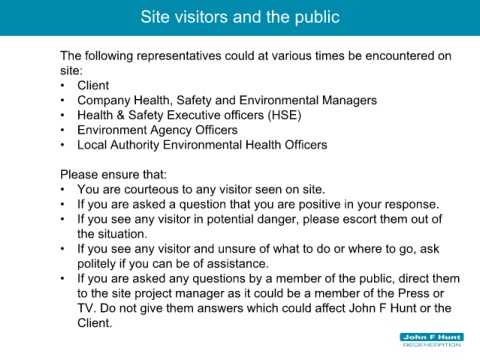 Site visitors and the public
The following representatives could at various times be encountered on
site:
• Client
• Company Health, Safety and Environmental Managers
• Health & Safety Executive officers (HSE)
• Environment Agency Officers
• Local Authority Environmental Health Officers
Please ensure that:
• You are courteous to any visitor seen on site.
• If you are asked a question that you are positive in your response.
• If you see any visitor in potential danger, please escort them out of
the situation.
• If you see any visitor and unsure of what to do or where to go, ask
politely if you can be of assistance.
• If you are asked any questions by a member of the public, direct them
to the site project manager as it could be a member of the Press or
TV. Do not give them answers which could affect John F Hunt or the
Client.
John F Hunt
REGENERATION